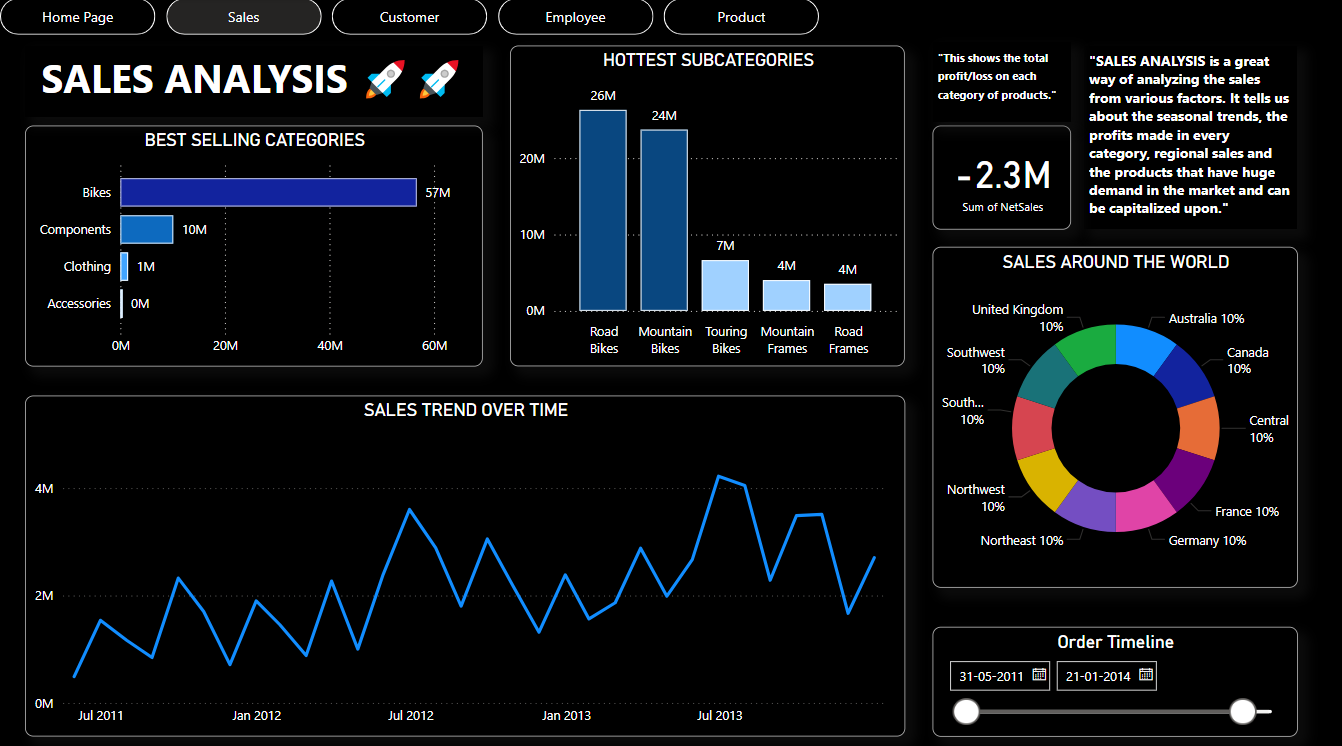 Home Page
Sales
Customer
Employee
Product
SALES ANALYSIS 🚀 🚀
BEST SELLING CATEGORIES
Bikes
57M
Components
10M
Clothing
1M
Accessories
0M
0M
20M
40M
60M
HOTTEST SUBCATEGORIES
26M
24M
20M
10M
7M
4M
4M
0M
Road
Bikes
Mountain
Bikes
Touring
Bikes
Mountain
Frames
Road
Frames
"This shows the total
profit/loss on each
category of products."
-2.3M
Sum of NetSales
"SALES ANALYSIS is a great
way of analyzing the sales
from various factors. It tells us
about the seasonal trends, the
profits made in every
category, regional sales and
the products that have huge
demand in the market and can
be capitalized upon."
SALES TREND OVER TIME
4M
2M
0M
Jul 2011
Jan 2012
Jul 2012
Jan 2013
Jul 2013
SALES AROUND THE WORLD
United Kingdom
10%
Australia 10%
Southwest
10%
Canada
10%
South...
10%
Central
10%
Northwest
10%
France 10%
Northeast 10%
Germany 10%
Order Timeline
31-05-2011
21-01-2014